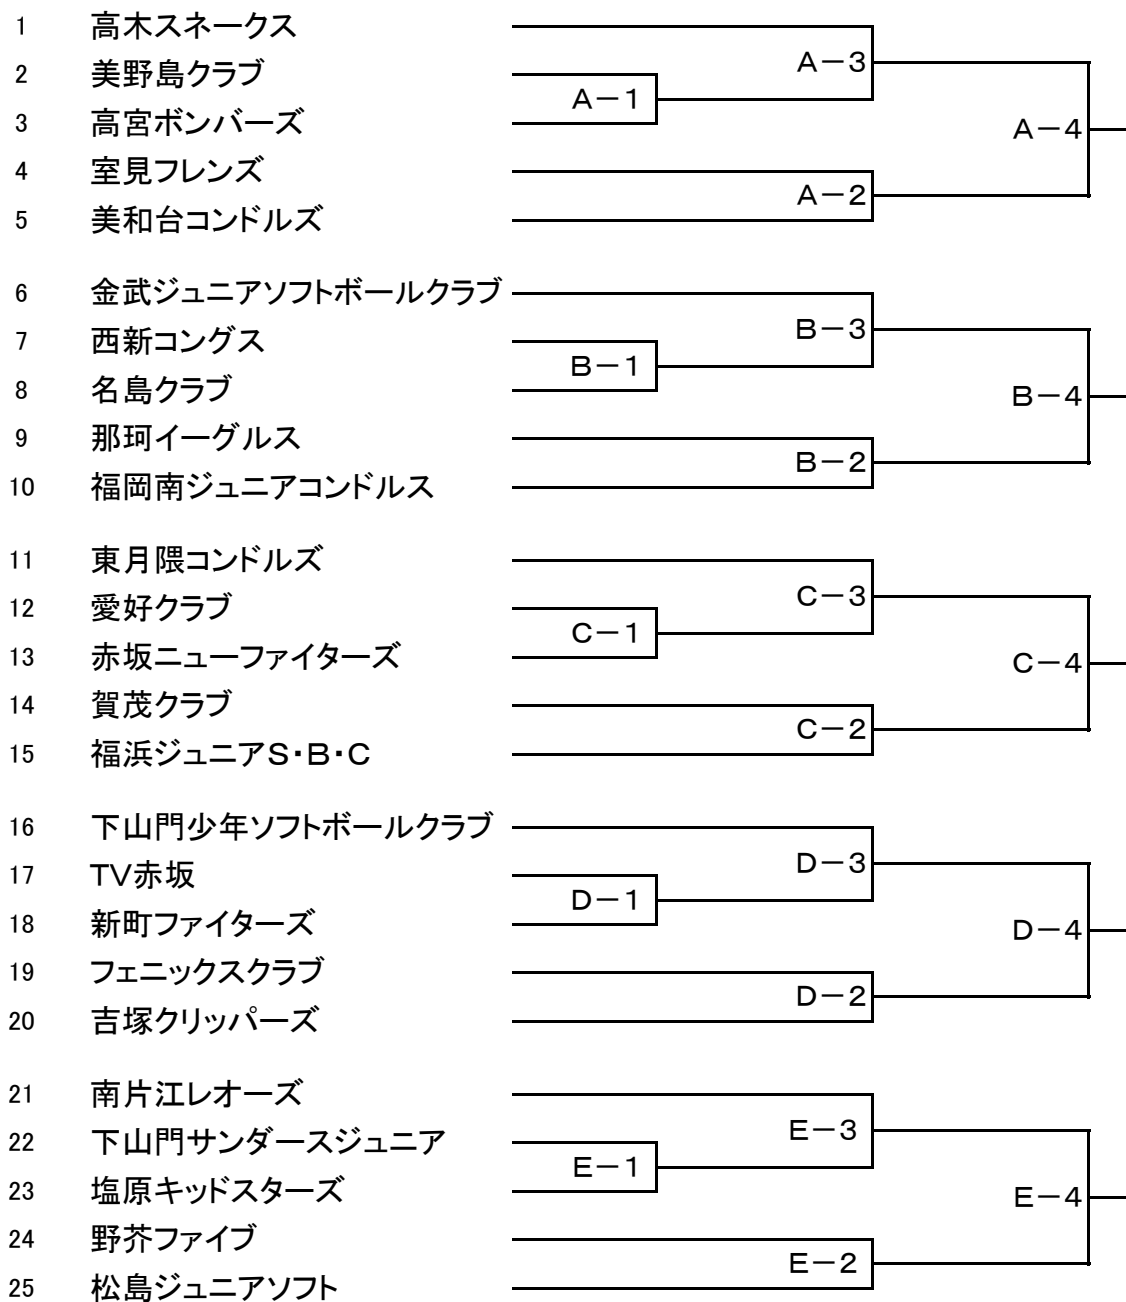 1 高木スネークス
A－3
2 美野島クラブ
A－1
3 高宮ボンバーズ
A－4
4 室見フレンズ
A－2
5 美和台コンドルズ
6 金武ジュニアソフトボールクラブ
B－3
7 西新コングス
B－1
8 名島クラブ
B－4
9 那珂イーグルス
B－2
10 福岡南ジュニアコンドルス
11 東月隈コンドルズ
C－3
12 愛好クラブ
C－1
13 赤坂ニューファイターズ
C－4
14 賀茂クラブ
C－2
15 福浜ジュニアS・B・C
16 下山門少年ソフトボールクラブ
D－3
17 TV赤坂
D－1
18 新町ファイターズ
D－4
19 フェニックスクラブ
D－2
20 吉塚クリッパーズ
21 南片江レオーズ
E－3
22 下山門サンダースジュニア
E－1
23 塩原キッドスターズ
E－4
24 野芥ファイブ
E－2
25 松島ジュニアソフト